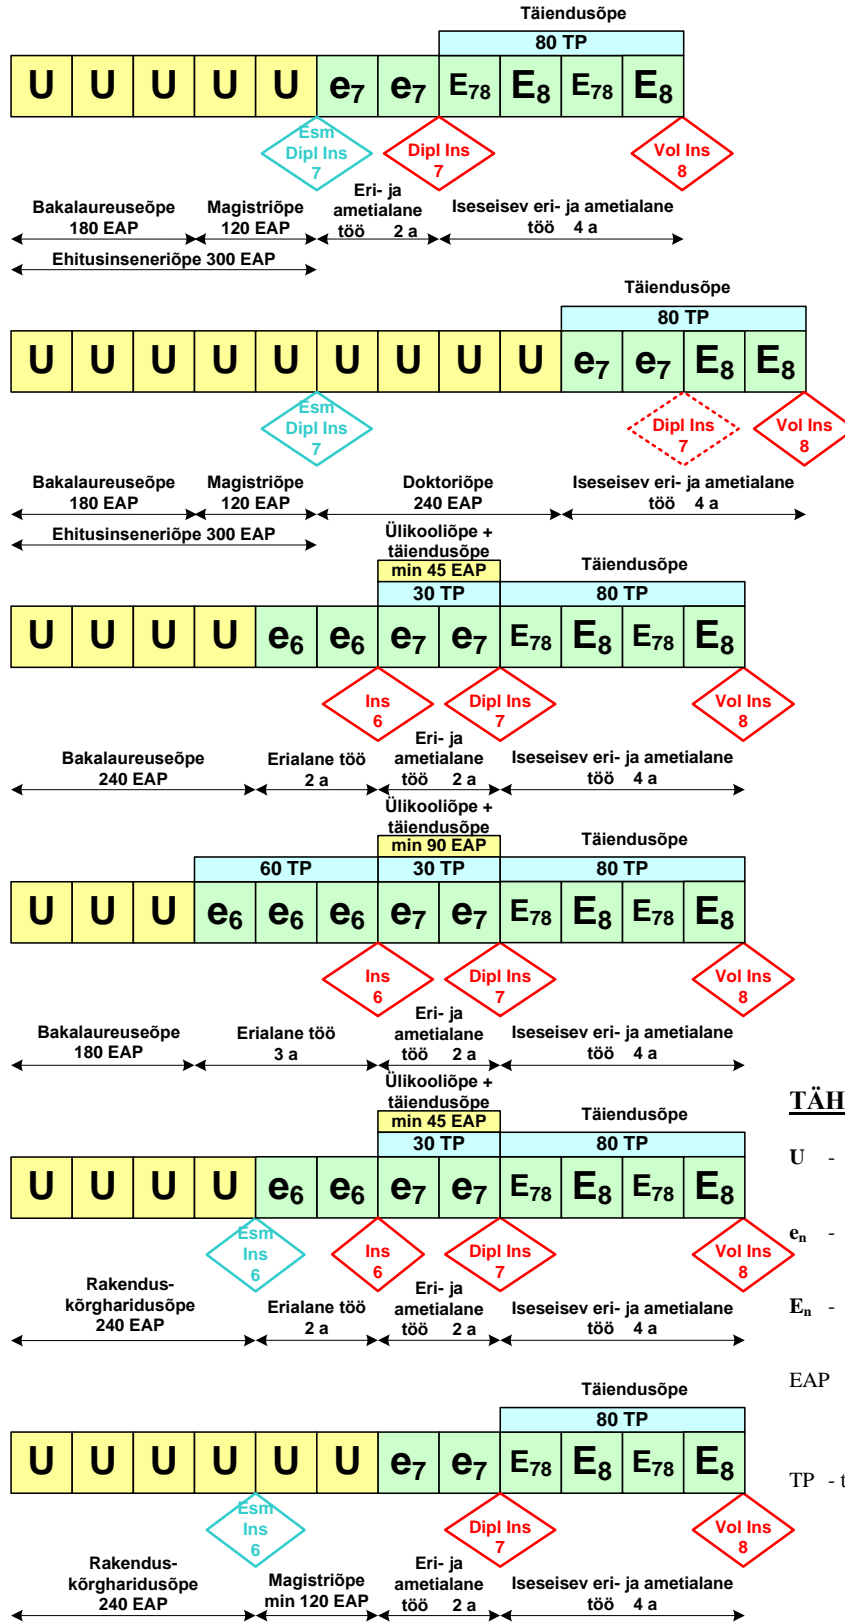 Täiendusõpe
80 TP
U U U U U e7 e7 E78 E8 E78 E8
Esm
Dipl Ins
7
Dipl Ins
7
Vol Ins
8
Bakalaureuseõpe
180 EAP
Magistriõpe
120 EAP
Eri- ja
ametialane
töö 2 a
Iseseisev eri- ja ametialane
töö 4 a
Ehitusinseneriõpe 300 EAP
Täiendusõpe
80 TP
U U U U U U U U U e7 e7 E8 E8
Esm
Dipl Ins
7
Dipl Ins
7
Vol Ins
8
Bakalaureuseõpe
180 EAP
Magistriõpe
120 EAP
Doktoriõpe
240 EAP
Iseseisev eri- ja ametialane
töö 4 a
Ehitusinseneriõpe 300 EAP
Ülikooliõpe +
täiendusõpe
min 45 EAP
30 TP
Täiendusõpe
80 TP
U U U U e6 e6 e7 e7 E78 E8 E78 E8
Ins
6
Dipl Ins
7
Vol Ins
8
Bakalaureuseõpe
240 EAP
Erialane töö
2 a
Eri- ja
ametialane
töö 2 a
Iseseisev eri- ja ametialane
töö 4 a
Ülikooliõpe +
täiendusõpe
min 90 EAP
60 TP
30 TP
Täiendusõpe
80 TP
U U U e6 e6 e6 e7 e7 E78 E8 E78 E8
Ins
6
Dipl Ins
7
Vol Ins
8
Bakalaureuseõpe
180 EAP
Erialane töö
3 a
Eri- ja
ametialane
töö 2 a
Iseseisev eri- ja ametialane
töö 4 a
Ülikooliõpe +
täiendusõpe
min 45 EAP
30 TP
Täiendusõpe
80 TP
U U U U e6 e6 e7 e7 E78 E8 E78 E8
Esm
Ins
6
Ins
6
Dipl Ins
7
Vol Ins
8
Rakendus-
kõrgharidusõpe
240 EAP
Erialane töö
2 a
Eri- ja
ametialane
töö 2 a
Iseseisev eri- ja ametialane
töö 4 a
Täiendusõpe
80 TP
U U U U U U e7 e7 E78 E8 E78 E8
Esm
Ins
6
Dipl Ins
7
Vol Ins
8
Rakendus-
kõrgharidusõpe
240 EAP
Magistriõpe
min 120 EAP
Eri- ja
ametialane
töö 2 a
Iseseisev eri- ja ametialane
töö 4 a
TÄH
U -
en -
En -
EAP
TP - t